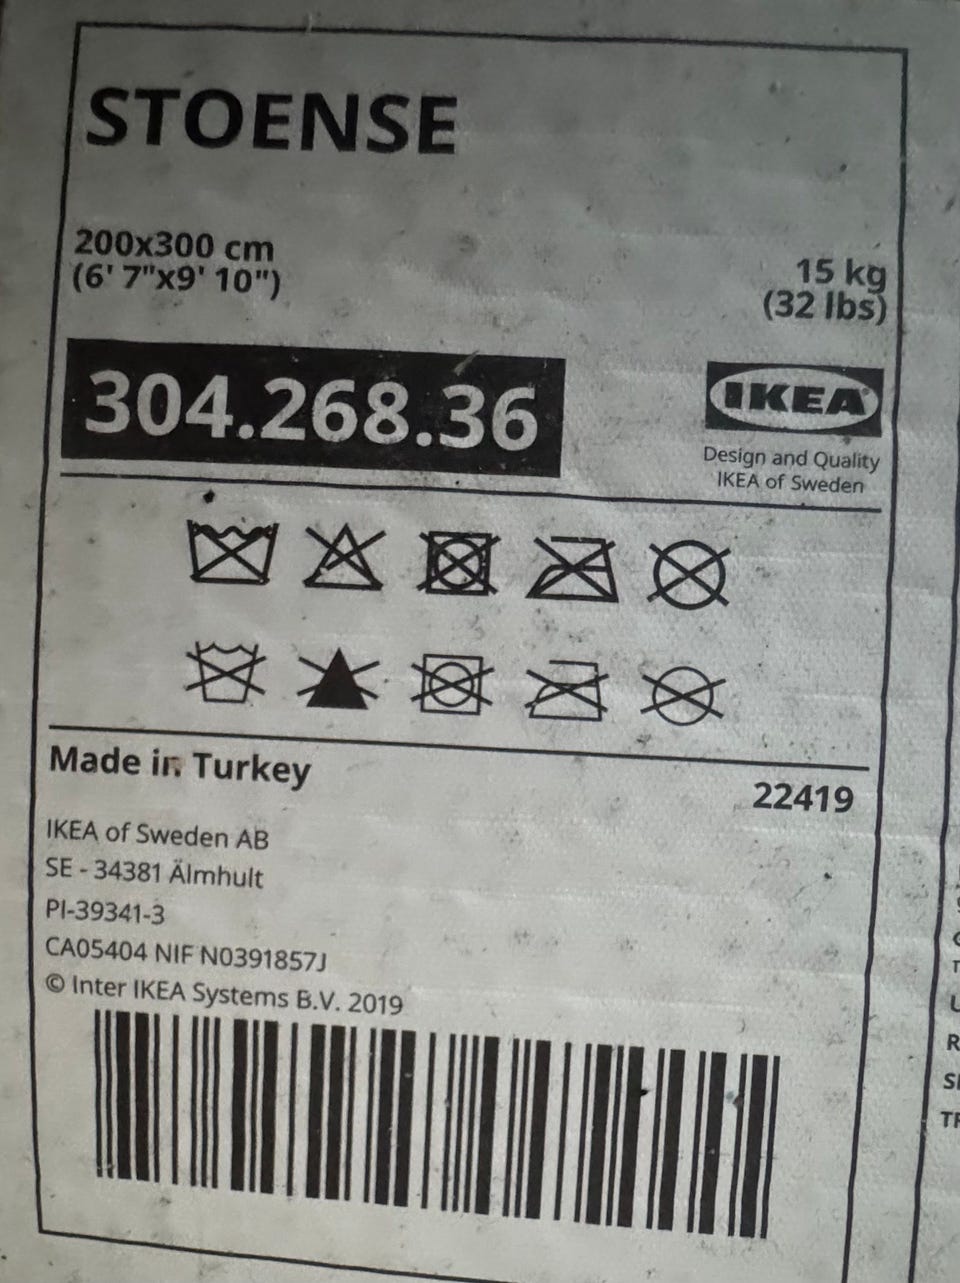 STOENSE
200x300 cm
(6' 7"x9' 10")
15 kg
(32 lbs)
304.268.36
IKEA®
Design and Quality
IKEA of Sweden
Made in Turkey
22419
IKEA of Sweden AB
SE - 34381 Älmhult
PI-39341-3
CA05404 NIF N0391857J
© Inter IKEA Systems B.V. 2019